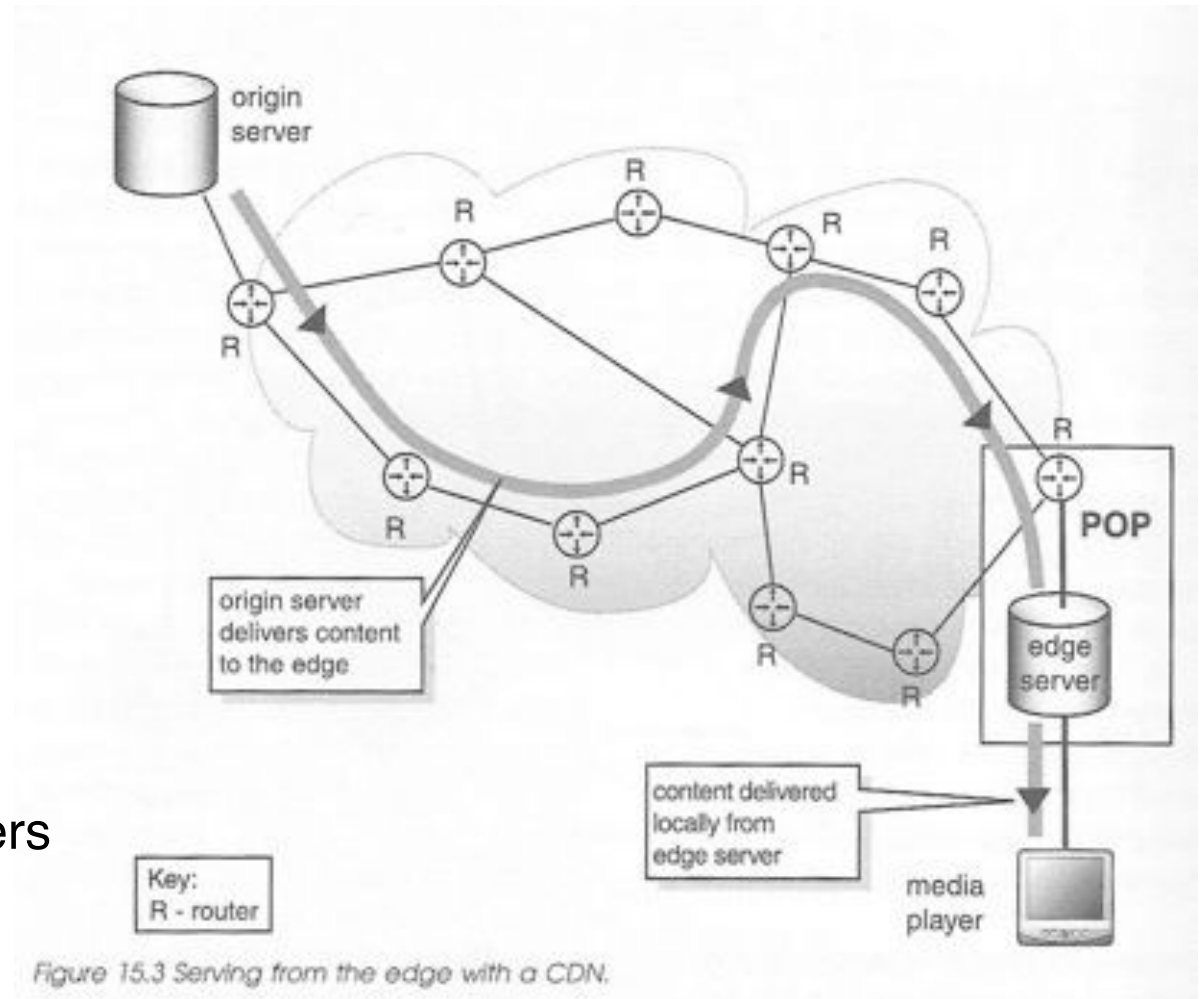 origin
server
R
R
R
R
R
R
R
R
R
R
R
POP
origin server
delivers content
to the edge
edge
server
content delivered
locally from
edge server
ers
Key:
R - router
media
player
Figure 15.3 Serving from the edge with a CDN.